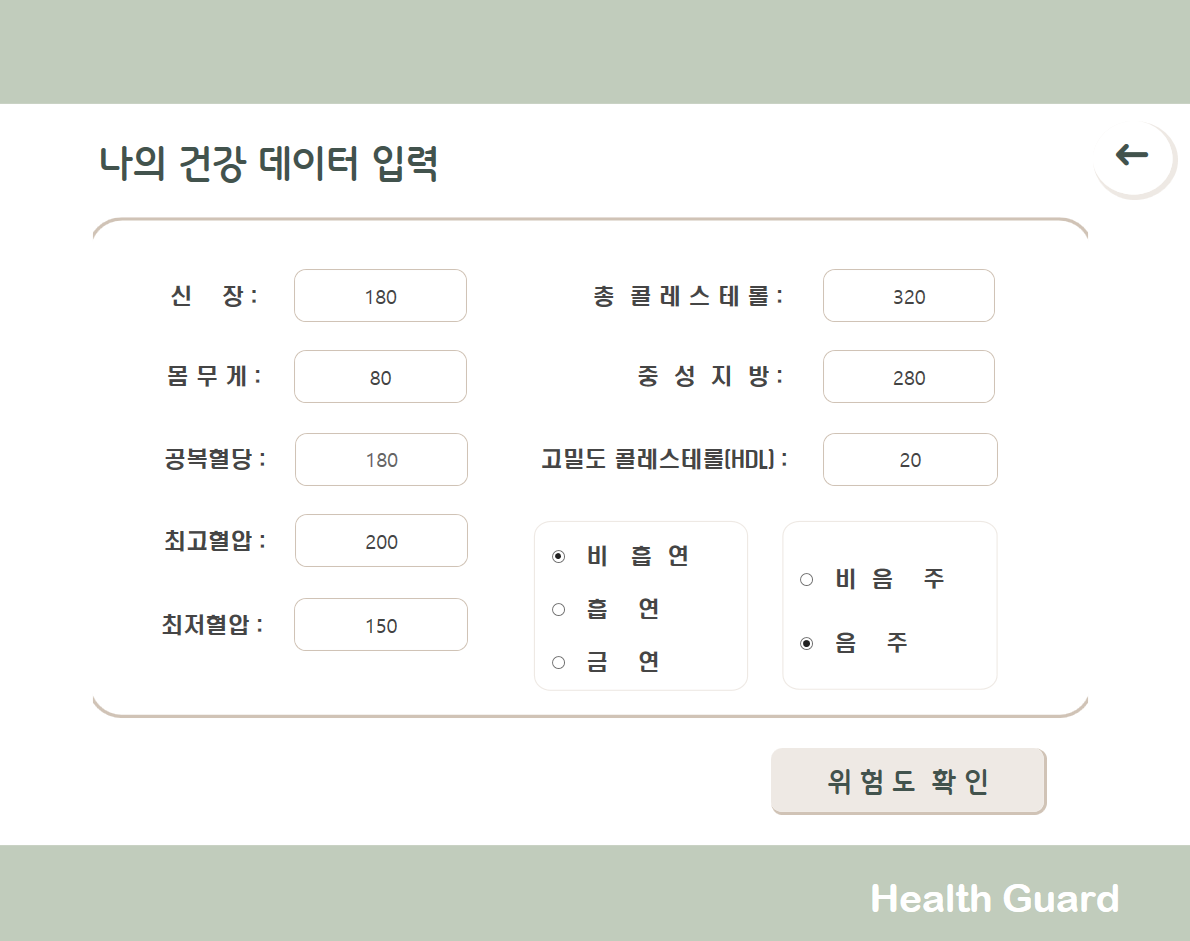 나의 건강 데이터 입력
←
신 장 : 180
총 콜 레 스 테 롤 : 320
몸 무 게 : 80
중 성 지 방 : 280
공복혈당 : 180
고밀도 콜레스테롤(HDL) : 20
최고혈압 : 200
최저혈압 : 150
비 흡 연
흡 연
금 연
비 음 주
음 주
위 험 도 확 인
Health Guard